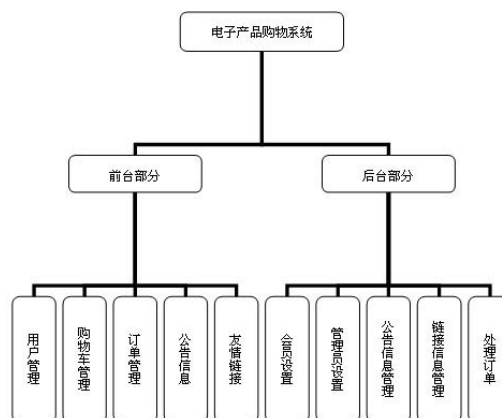 电子产品购物系统
前台部分
后台部分
用户管理
购物车管理
订单管理
公告信息
友情链接
会员设置
管理员设置
公告信息管理
链接信息管理
处理订单